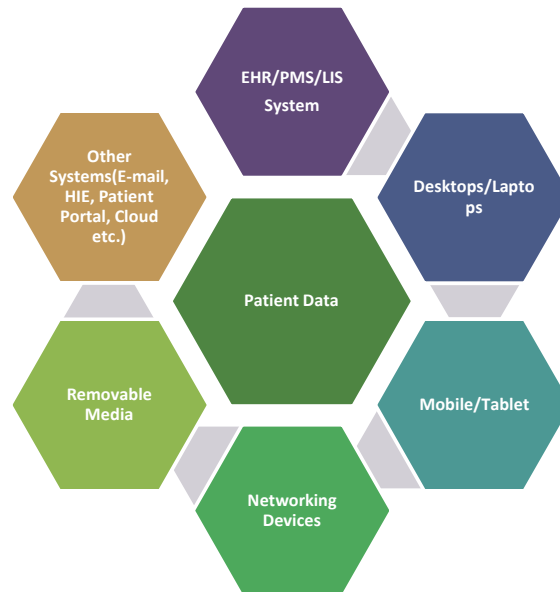 EHR/PMS/LIS
System
Other
Systems(E-mail,
HIE, Patient
Portal, Cloud
etc.)
Desktops/Lapto
ps
Patient Data
Removable
Media
Mobile/Tablet
Networking
Devices